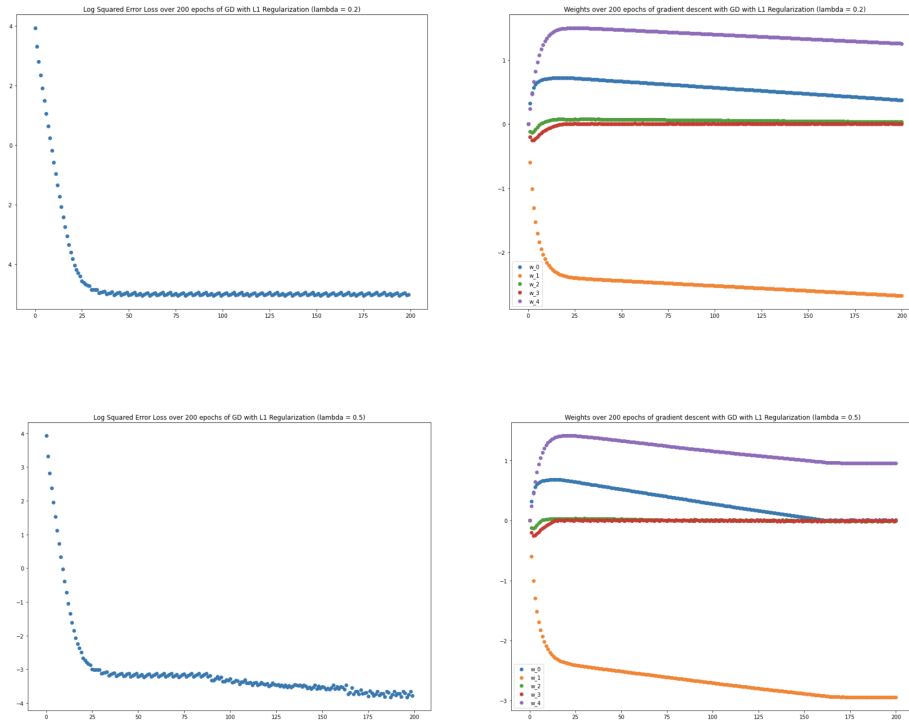 Log Squared Error Loss over 200 epochs of GD with L1 Regularization (lambda = 0.2)
4
2
0
2
4
0 25 50 75 100 125 150 175 200
Weights over 200 epochs of gradient descent with GD with L1 Regularization (lambda = 0.2)
1
0
−1
−2
w_0
w_1
w_2
w_3
w_4
0 25 50 75 100 125 150 175 200
Log Squared Error Loss over 200 epochs of GD with L1 Regularization (lambda = 0.5)
4
3
2
1
0
−1
−2
−3
−4
0 25 50 75 100 125 150 175 200
Weights over 200 epochs of gradient descent with GD with L1 Regularization (lambda = 0.5)
1
0
−1
−2
−3
w_0
w_1
w_2
w_3
w_4
0 25 50 75 100 125 150 175 200